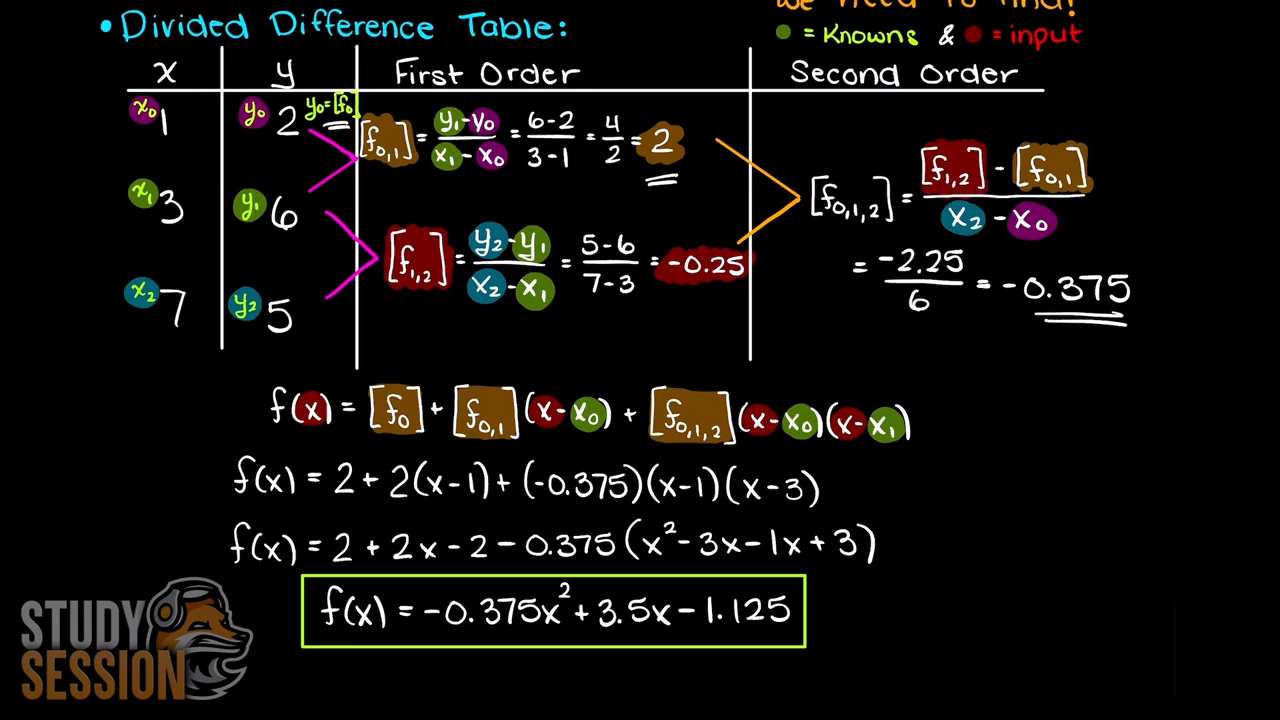 we need to find!
• Divided Difference Table:
● = Knowns & ● = input
x y First Order Second Order
x₀ 1 y₀ 2 y₀=[f₀] [f₀,₁] = (y₁-y₀)/(x₁-x₀) = (6-2)/(3-1) = 4/2 = 2
x₁ 3 y₁ 6
[f₀,₁,₂] = ([f₁,₂] - [f₀,₁])/(x₂-x₀)
[f₁,₂] = (y₂-y₁)/(x₂-x₁) = (5-6)/(7-3) = -0.25
= -2.25/6 = -0.375
x₂ 7 y₂ 5
f(x) = [f₀] + [f₀,₁](x-x₀) + [f₀,₁,₂](x-x₀)(x-x₁)
f(x) = 2 + 2(x-1) + (-0.375)(x-1)(x-3)
f(x) = 2 + 2x - 2 - 0.375(x²-3x-1x+3)
f(x) = -0.375x² + 3.5x - 1.125
STUDY
SESSION